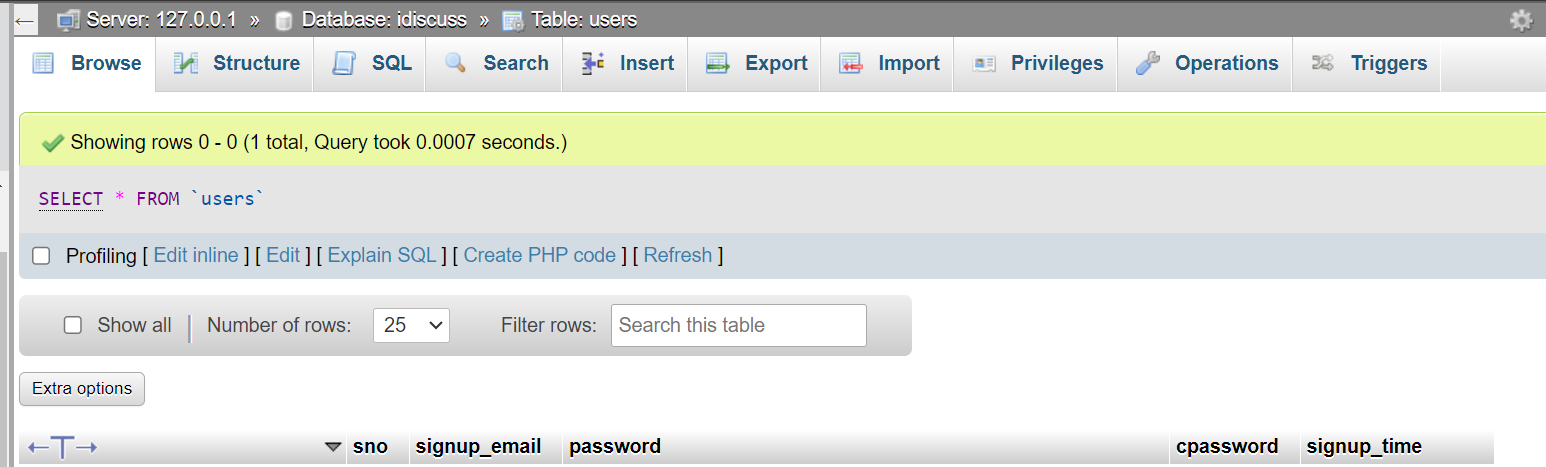 Server: 127.0.0.1 » Database: idiscuss » Table: users
Browse Structure SQL Search Insert Export Import Privileges Operations Triggers
Showing rows 0 - 0 (1 total, Query took 0.0007 seconds.)
SELECT * FROM `users`
Profiling [ Edit inline ] [ Edit ] [ Explain SQL ] [ Create PHP code ] [ Refresh ]
Show all Number of rows: 25 Filter rows: Search this table
Extra options
sno signup_email password cpassword signup_time